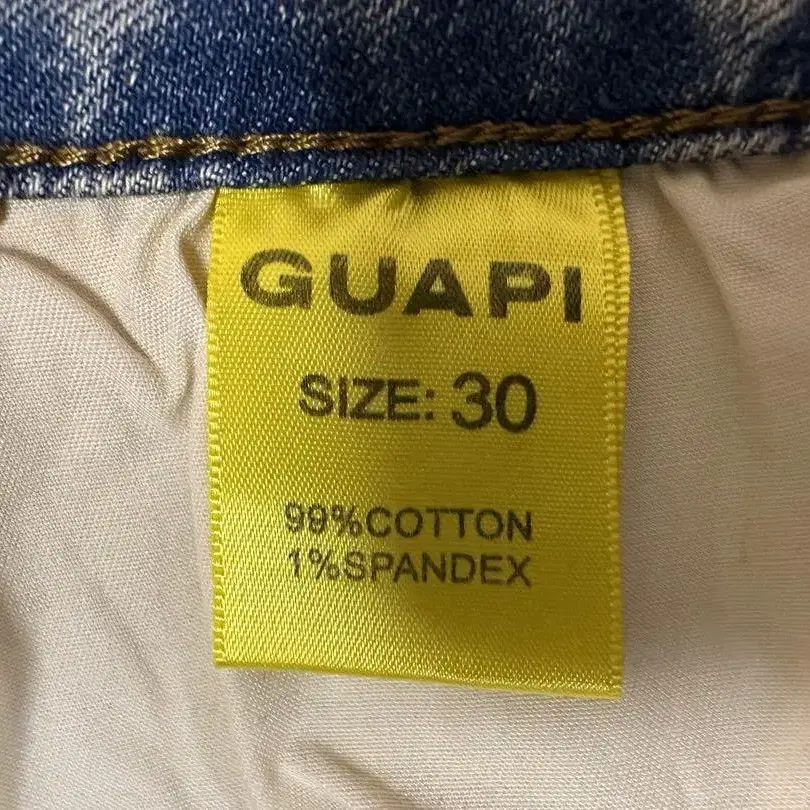 GUAPI
SIZE: 30
99%COTTON
1%SPANDEX